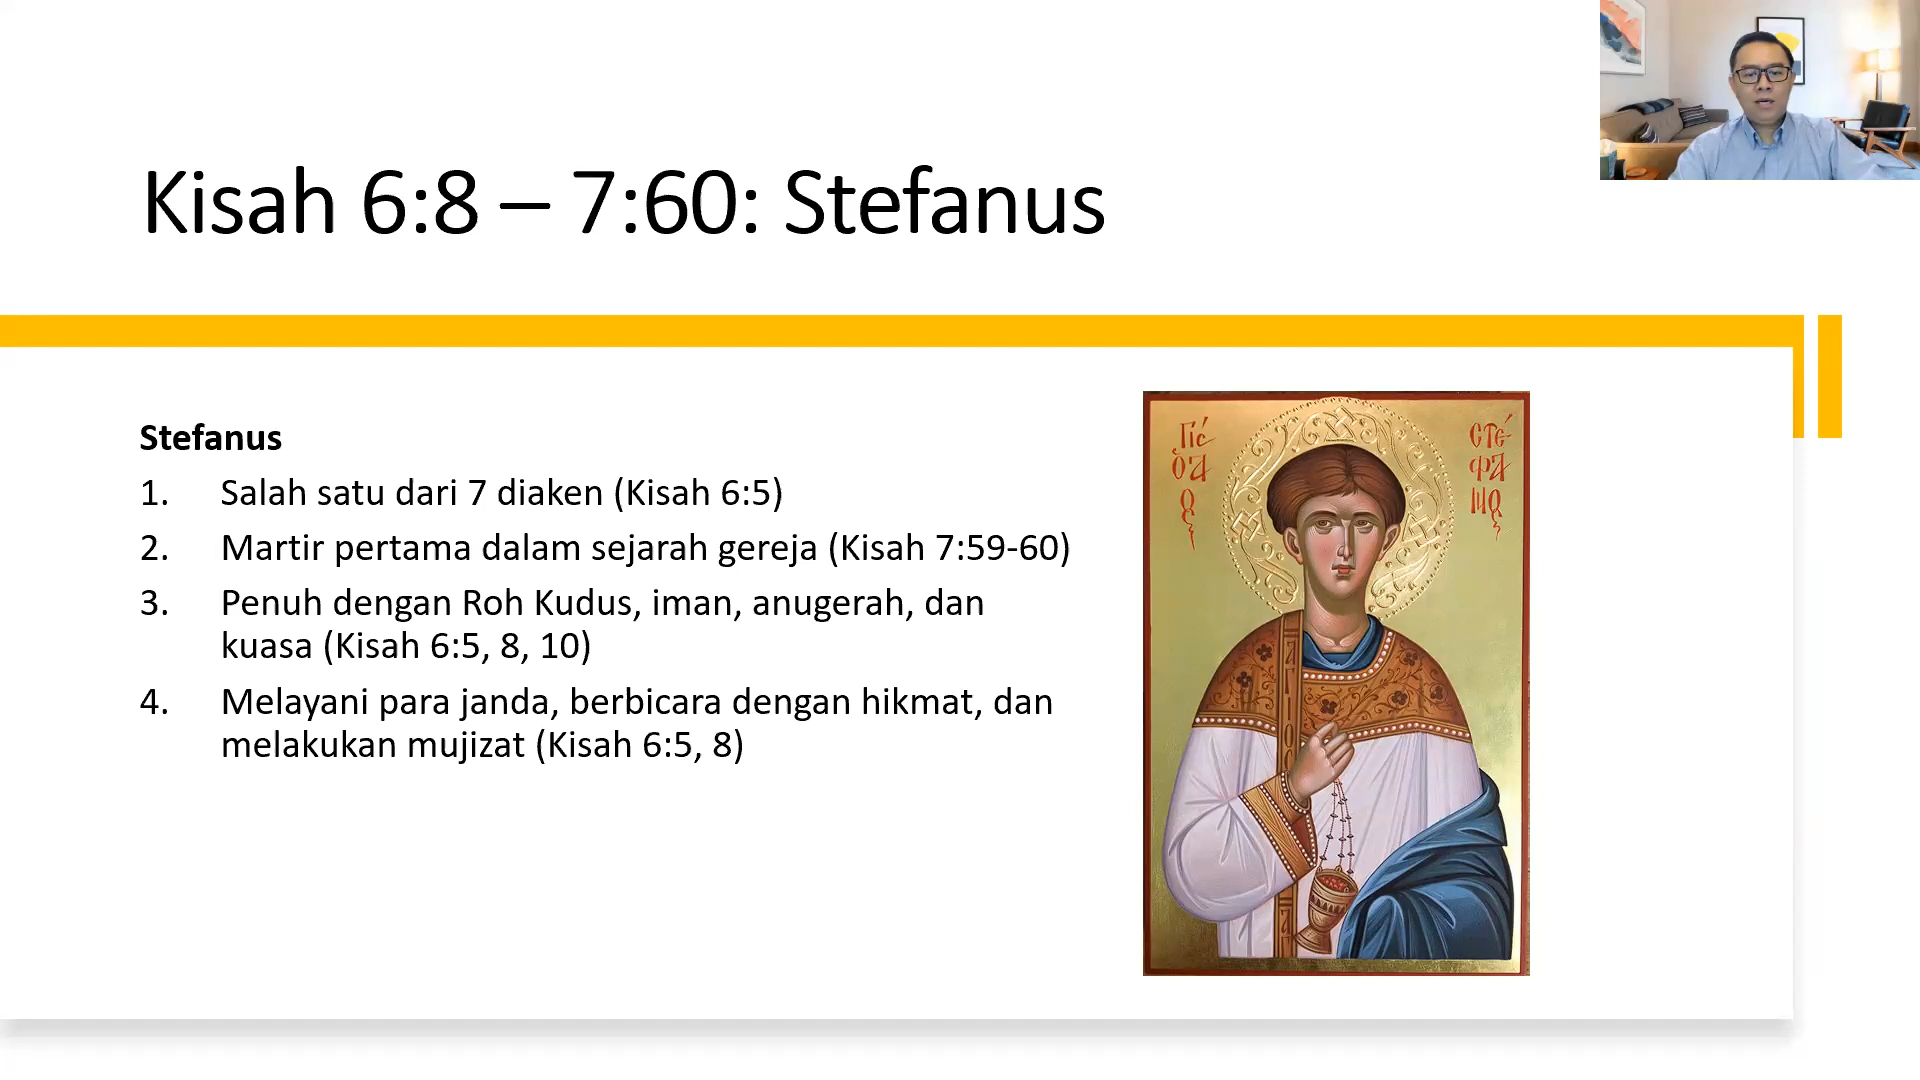 Kisah 6:8 – 7:60: Stefanus
Stefanus
1. Salah satu dari 7 diaken (Kisah 6:5)
2. Martir pertama dalam sejarah gereja (Kisah 7:59-60)
3. Penuh dengan Roh Kudus, iman, anugerah, dan
kuasa (Kisah 6:5, 8, 10)
4. Melayani para janda, berbicara dengan hikmat, dan
melakukan mujizat (Kisah 6:5, 8)